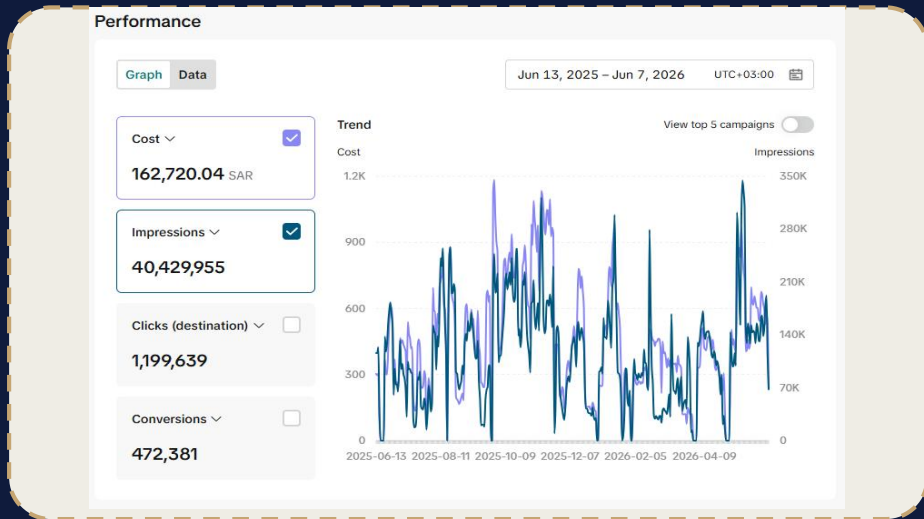 Performance
Graph Data
Jun 13, 2025 – Jun 7, 2026 UTC+03:00
Cost
162,720.04 SAR
Impressions
40,429,955
Clicks (destination)
1,199,639
Conversions
472,381
Trend
View top 5 campaigns
Cost Impressions
1.2K 350K
900 280K
600 210K
300 140K
0 70K
0
2025-06-13 2025-08-11 2025-10-09 2025-12-07 2026-02-05 2026-04-09